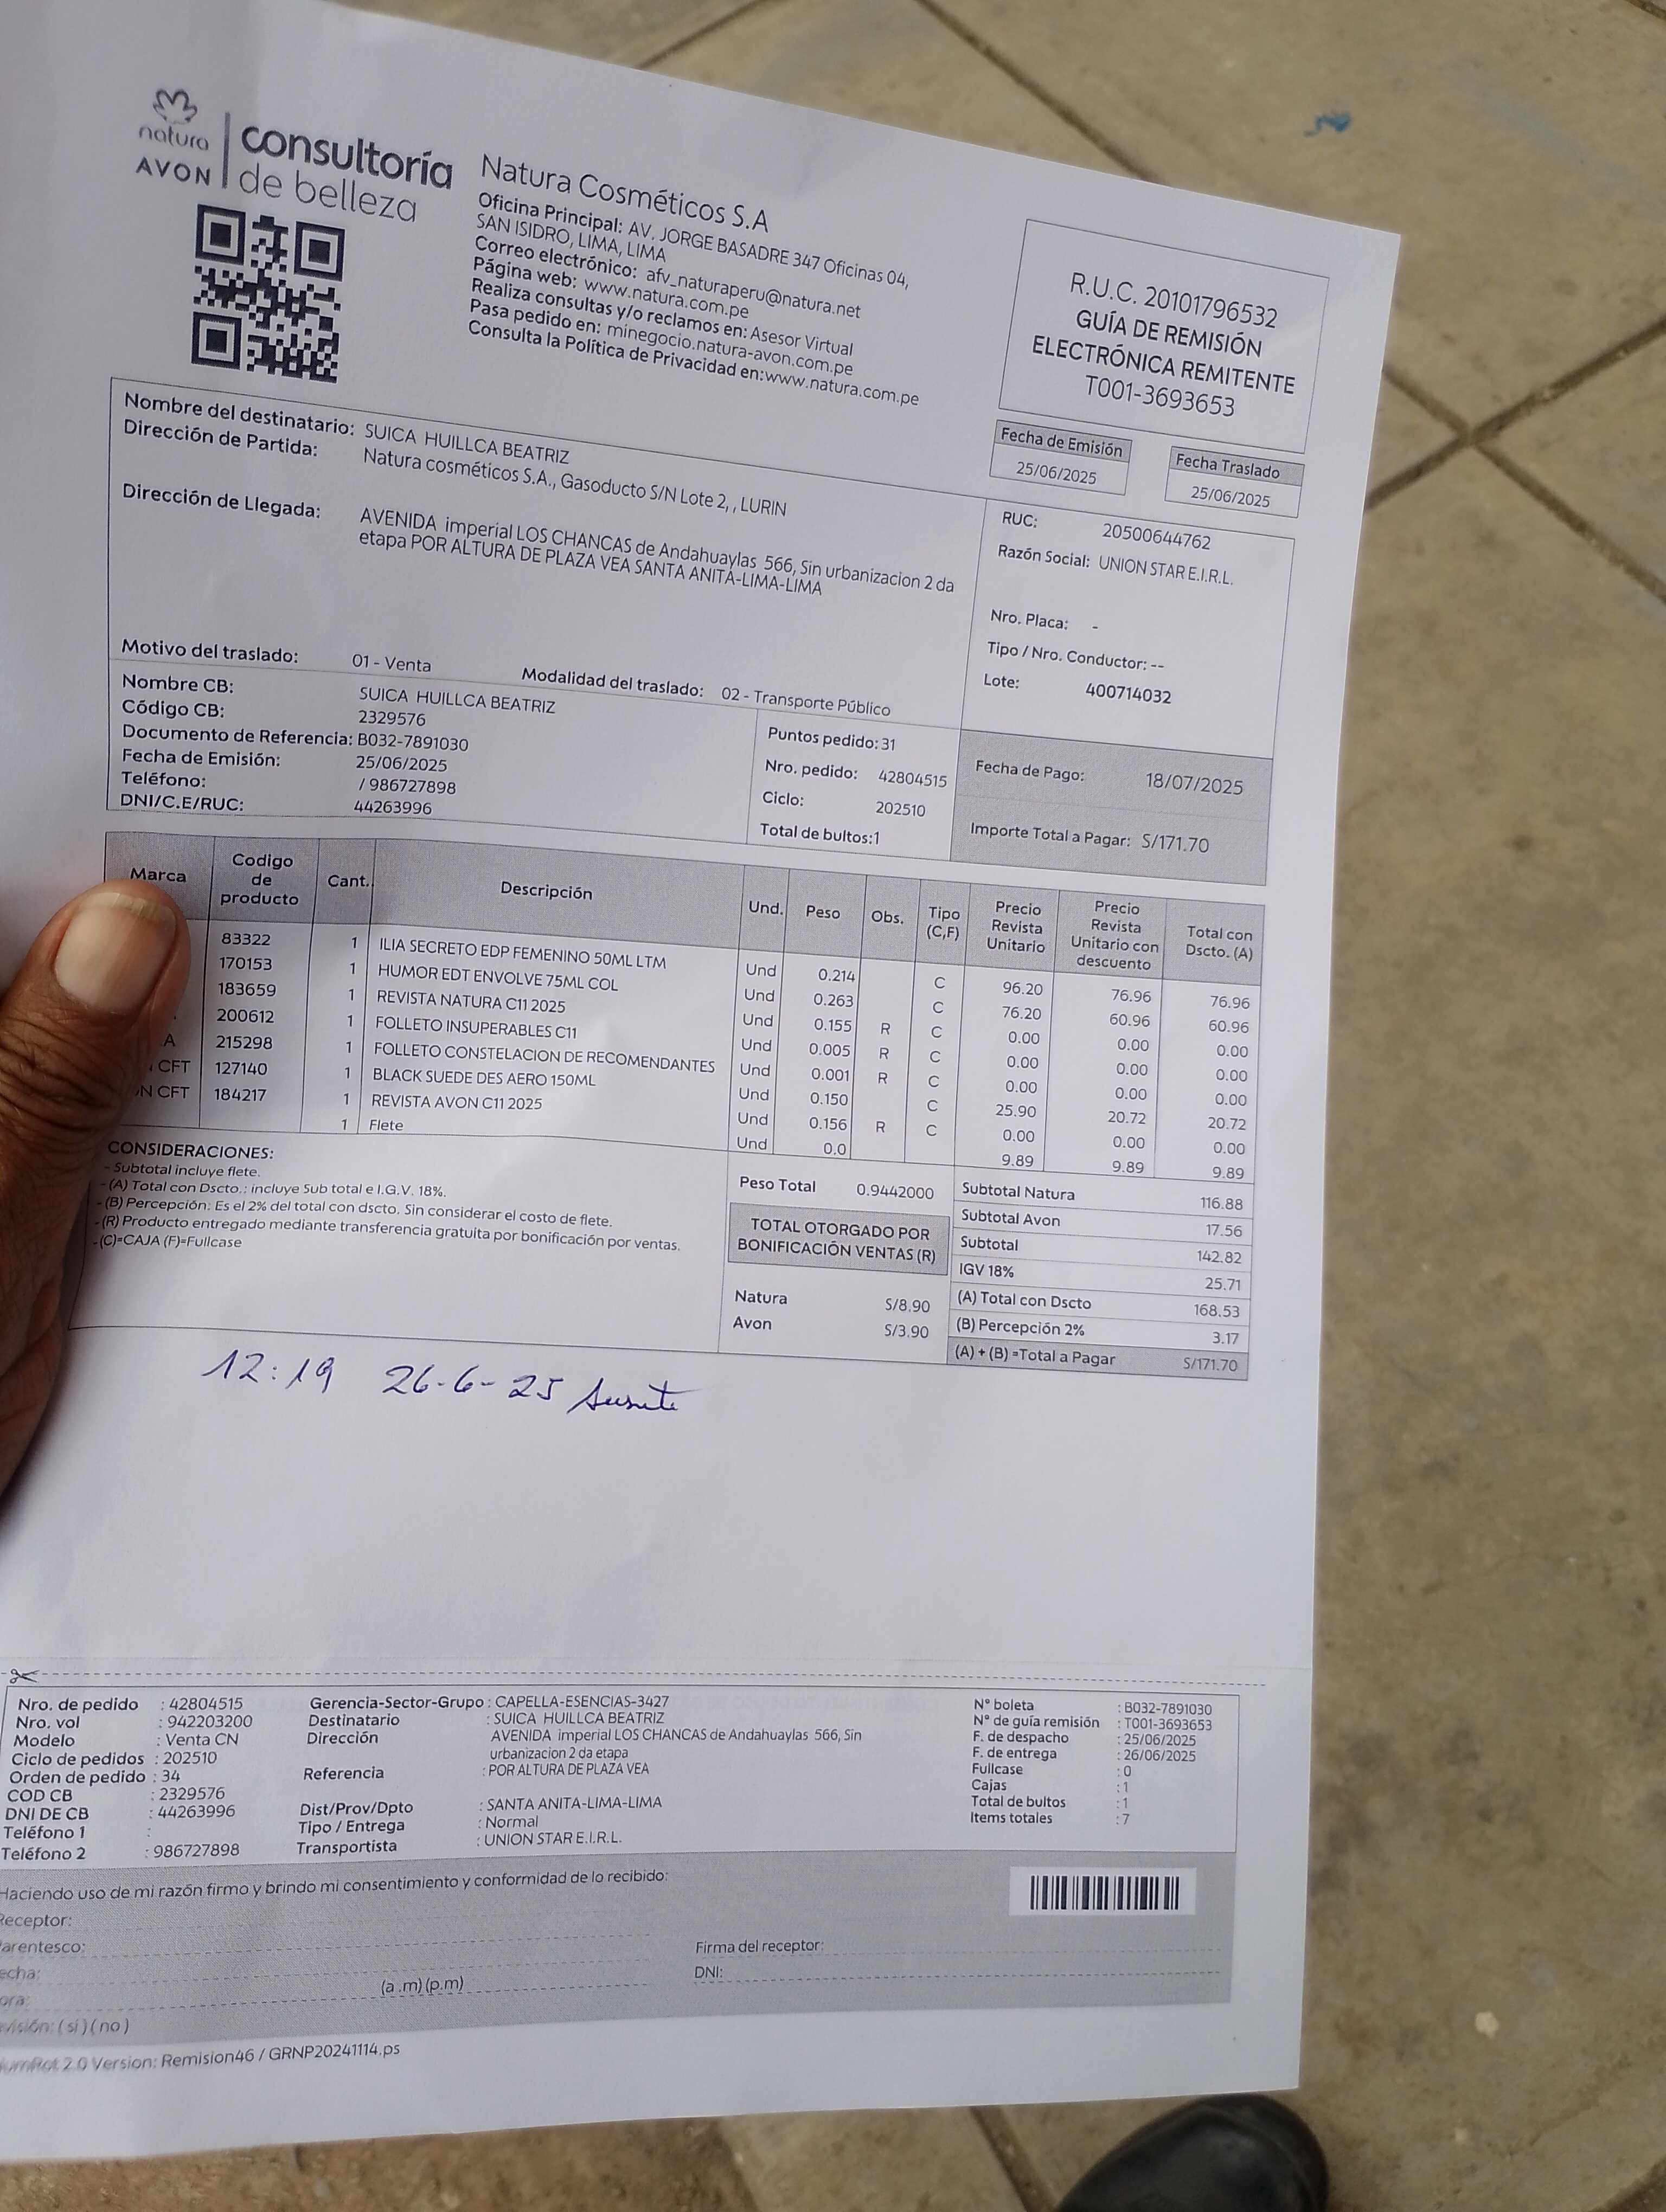 natura
AVON
consultoría
de belleza
Natura Cosméticos S.A
Oficina Principal: AV. JORGE BASADRE 347 Oficinas 04,
SAN ISIDRO, LIMA, LIMA
Correo electrónico: afv_naturaperu@natura.net
Página web: www.natura.com.pe
Realiza consultas y/o reclamos en: Asesor Virtual
Pasa pedido en: minegocio.natura-avon.com.pe
Consulta la Política de Privacidad en:www.natura.com.pe
R.U.C. 20101796532
GUÍA DE REMISIÓN
ELECTRÓNICA REMITENTE
T001-3693653
Fecha de Emisión
25/06/2025
Fecha Traslado
25/06/2025
Nombre del destinatario: SUICA HUILLCA BEATRIZ
Dirección de Partida: Natura cosméticos S.A., Gasoducto S/N Lote 2, , LURIN
Dirección de Llegada: AVENIDA imperial LOS CHANCAS de Andahuaylas 566, Sin urbanizacion 2 da
etapa POR ALTURA DE PLAZA VEA SANTA ANITA-LIMA-LIMA
Motivo del traslado: 01 - Venta Modalidad del traslado: 02 - Transporte Público
RUC: 20500644762
Razón Social: UNION STAR E.I.R.L.
Nro. Placa: -
Tipo / Nro. Conductor: --
Lote: 400714032
Nombre CB: SUICA HUILLCA BEATRIZ
Código CB: 2329576
Documento de Referencia: B032-7891030
Fecha de Emisión: 25/06/2025
Teléfono: / 986727898
DNI/C.E/RUC: 44263996
Puntos pedido: 31
Nro. pedido: 42804515
Ciclo: 202510
Total de bultos:1
Fecha de Pago: 18/07/2025
Importe Total a Pagar: S/171.70
Marca Codigo de producto Cant. Descripción Und. Peso Obs. Tipo (C,F) Precio Revista Unitario Precio Revista Unitario con descuento Total con Dscto. (A)
83322 1 ILIA SECRETO EDP FEMENINO 50ML LTM Und 0.214 C 96.20 76.96 76.96
170153 1 HUMOR EDT ENVOLVE 75ML COL Und 0.263 C 76.20 60.96 60.96
183659 1 REVISTA NATURA C11 2025 Und 0.155 R C 0.00 0.00 0.00
200612 1 FOLLETO INSUPERABLES C11 Und 0.005 R C 0.00 0.00 0.00
A 215298 1 FOLLETO CONSTELACION DE RECOMENDANTES Und 0.001 R C 0.00 0.00 0.00
CFT 127140 1 BLACK SUEDE DES AERO 150ML Und 0.150 C 25.90 20.72 20.72
N CFT 184217 1 REVISTA AVON C11 2025 Und 0.156 R C 0.00 0.00 0.00
1 Flete Und 0.0 9.89 9.89 9.89
CONSIDERACIONES:
- Subtotal incluye flete.
- (A) Total con Dscto.: incluye Sub total e I.G.V. 18%.
- (B) Percepción: Es el 2% del total con dscto. Sin considerar el costo de flete.
- (R) Producto entregado mediante transferencia gratuita por bonificación por ventas.
- (C)=CAJA (F)=Fullcase
Peso Total 0.9442000
TOTAL OTORGADO POR
BONIFICACIÓN VENTAS (R)
Natura S/8.90
Avon S/3.90
Subtotal Natura 116.88
Subtotal Avon 17.56
Subtotal 142.82
IGV 18% 25.71
(A) Total con Dscto 168.53
(B) Percepción 2% 3.17
(A) + (B) =Total a Pagar S/171.70
12:19 26-6-25
Nro. de pedido : 42804515
Nro. vol : 942203200
Modelo : Venta CN
Ciclo de pedidos : 202510
Orden de pedido : 34
COD CB : 2329576
DNI DE CB : 44263996
Teléfono 1 :
Teléfono 2 : 986727898
Gerencia-Sector-Grupo : CAPELLA-ESENCIAS-3427
Destinatario : SUICA HUILLCA BEATRIZ
Dirección AVENIDA imperial LOS CHANCAS de Andahuaylas 566, Sin
urbanizacion 2 da etapa
Referencia : POR ALTURA DE PLAZA VEA
Dist/Prov/Dpto : SANTA ANITA-LIMA-LIMA
Tipo / Entrega : Normal
Transportista : UNION STAR E.I.R.L.
N° boleta : B032-7891030
N° de guía remisión : T001-3693653
F. de despacho : 25/06/2025
F. de entrega : 26/06/2025
Fullcase : 0
Cajas : 1
Total de bultos : 1
Items totales : 7
Haciendo uso de mi razón firmo y brindo mi consentimiento y conformidad de lo recibido:
Receptor:
arentesco:
echa:
ora: (a .m) (p.m)
visión: ( si ) ( no )
Firma del receptor:
DNI:
2.0 Version: Remision46 / GRNP20241114.ps